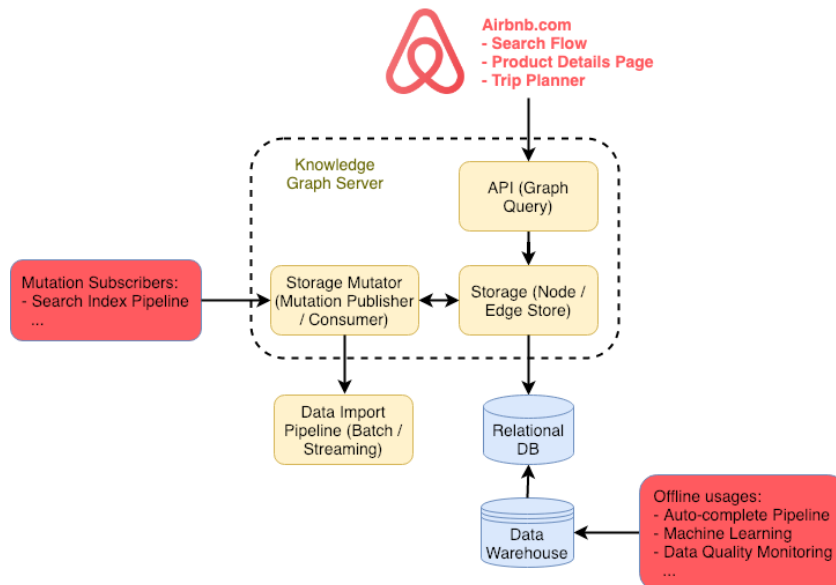 Airbnb.com
- Search Flow
- Product Details Page
- Trip Planner
Knowledge
Graph Server
API (Graph
Query)
Mutation Subscribers:
- Search Index Pipeline
...
Storage Mutator
(Mutation Publisher
/ Consumer)
Storage (Node /
Edge Store)
Data Import
Pipeline (Batch /
Streaming)
Relational
DB
Data
Warehouse
Offline usages:
- Auto-complete Pipeline
- Machine Learning
- Data Quality Monitoring
...